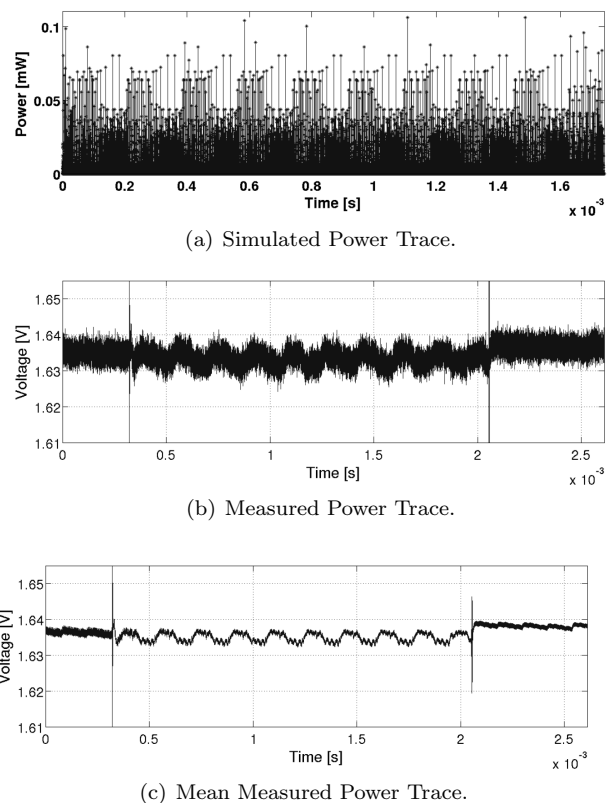 0.1
0.05
0
Power [mW]
0 0.2 0.4 0.6 0.8 1 1.2 1.4 1.6
Time [s]
x 10⁻³
(a) Simulated Power Trace.
1.65
1.64
1.63
1.62
1.61
Voltage [V]
0 0.5 1 1.5 2 2.5
Time [s]
x 10⁻³
(b) Measured Power Trace.
1.65
1.64
1.63
1.62
1.61
Voltage [V]
0 0.5 1 1.5 2 2.5
Time [s]
x 10⁻³
(c) Mean Measured Power Trace.